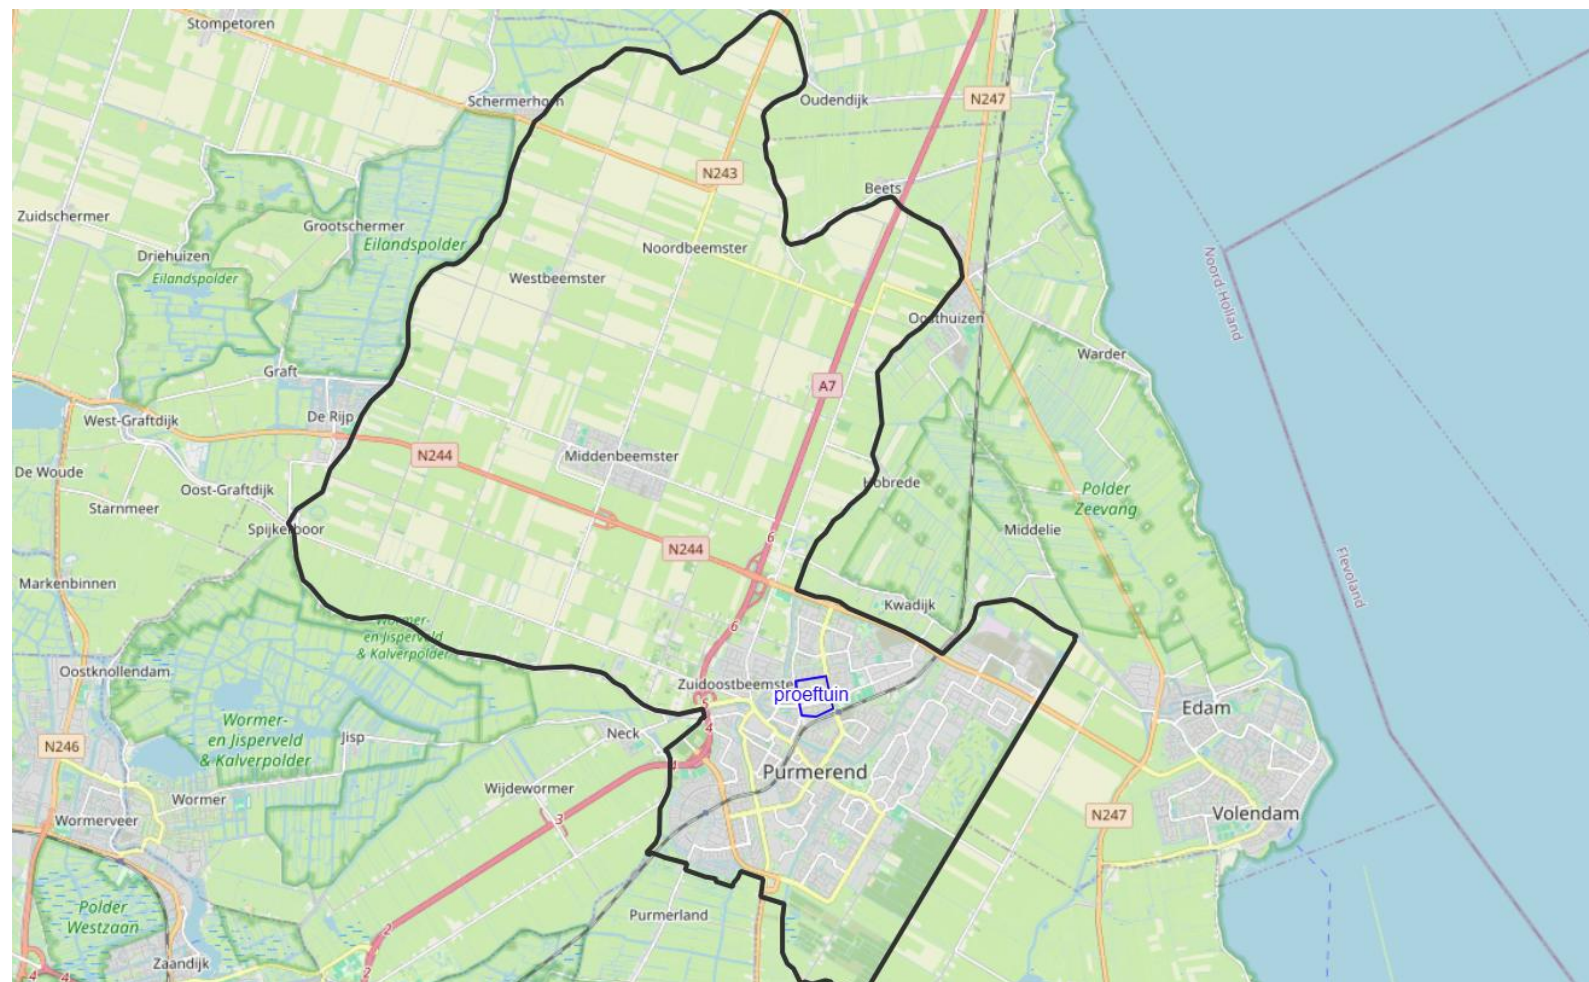 Stompetoren
Schermerhorn
Oudendijk
N247
N243
Beets
Zuidschermer
Grootschermer
Eilandspolder
Noordbeemster
Driehuizen
Eilandspolder
Westbeemster
Noord-Holland
Oosthuizen
Warder
Graft
A7
West-Graftdijk
De Rijp
N244
Middenbeemster
De Woude
Oost-Graftdijk
Hobrede
Polder
Zeevang
Starnmeer
Spijkerboor
Middelie
6
N244
Flevoland
Markenbinnen
Kwadijk
Wormer-
en Jisperveld
& Kalverpolder
6
Oostknollendam
Zuidoostbeemster
proeftuin
5
Edam
Wormer-
en Jisperveld
& Kalverpolder
4
Neck
Jisp
N246
4
Purmerend
Wijdewormer
Wormer
N247
Volendam
Wormerveer
3
Polder
Westzaan
Purmerland
2
Zaandijk
2
4
4